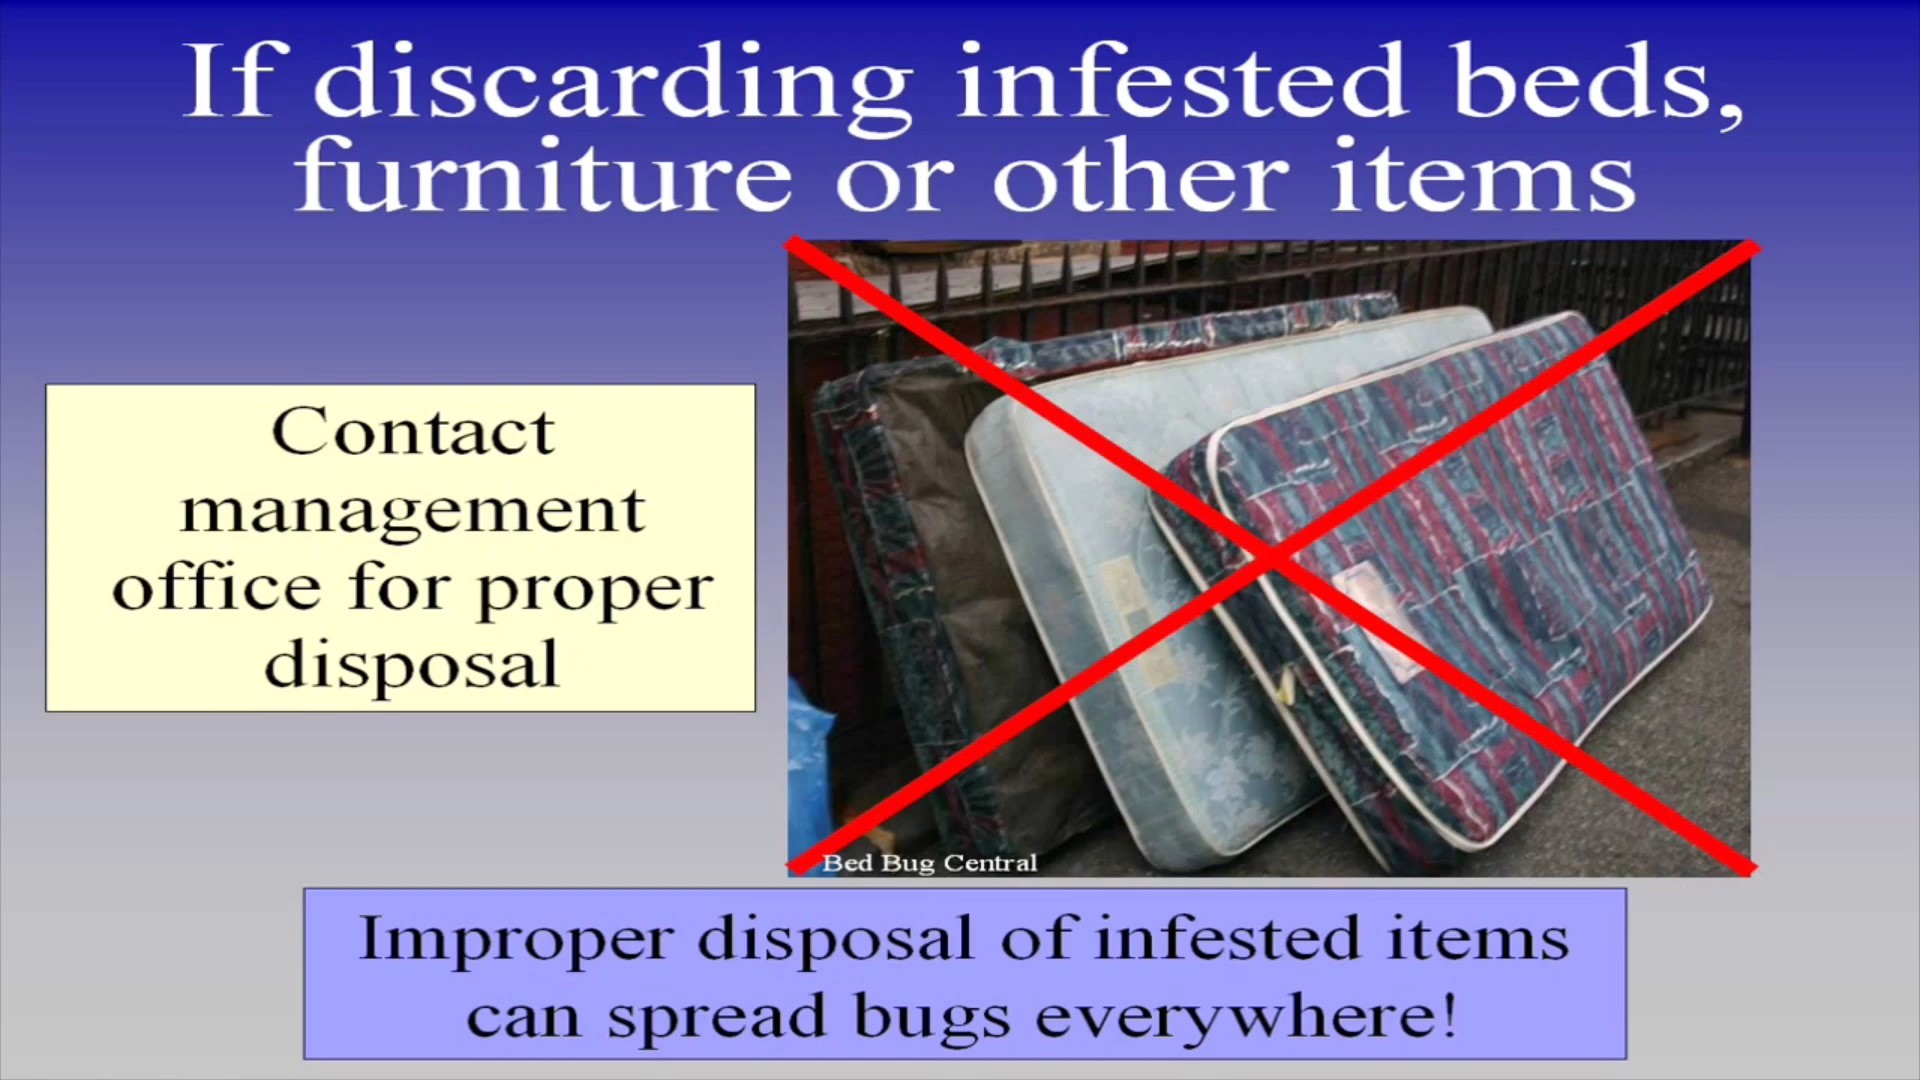 If discarding infested beds,
furniture or other items
Contact
management
office for proper
disposal
Bed Bug Central
Improper disposal of infested items
can spread bugs everywhere!